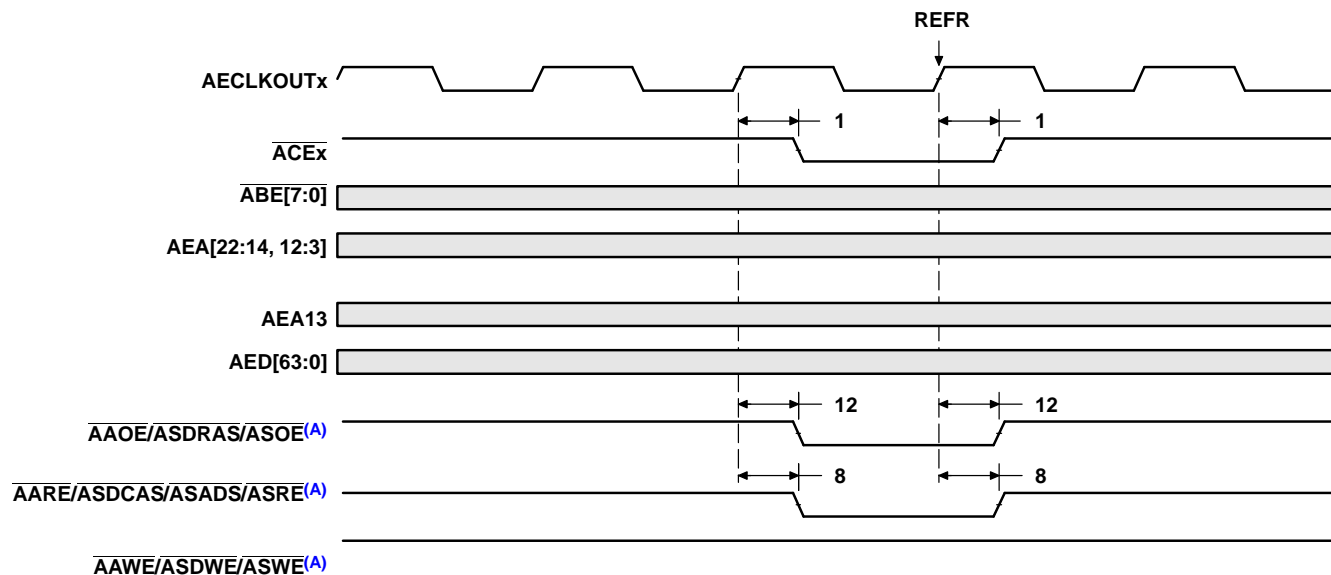 REFR
AECLKOUTx
1 1
ACEx
ABE[7:0]
AEA[22:14, 12:3]
AEA13
AED[63:0]
12 12
AAOE/ASDRAS/ASOE(A)
8 8
AARE/ASDCAS/ASADS/ASRE(A)
AAWE/ASDWE/ASWE(A)